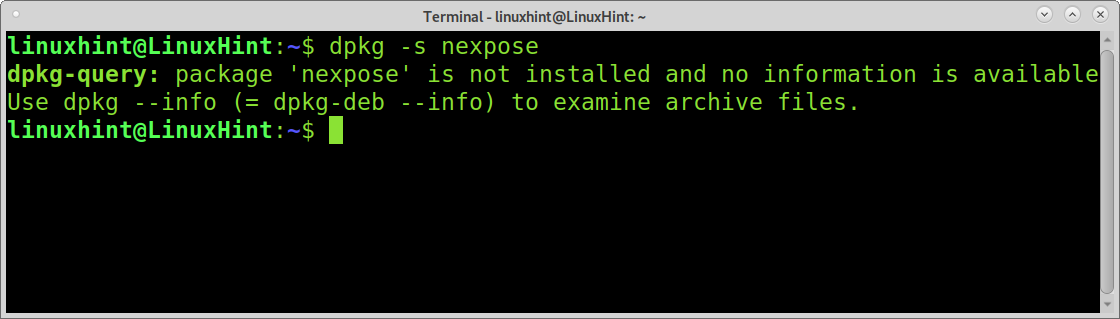 Terminal - linuxhint@LinuxHint: ~
linuxhint@LinuxHint:~$ dpkg -s nexpose
dpkg-query: package 'nexpose' is not installed and no information is available
Use dpkg --info (= dpkg-deb --info) to examine archive files.
linuxhint@LinuxHint:~$